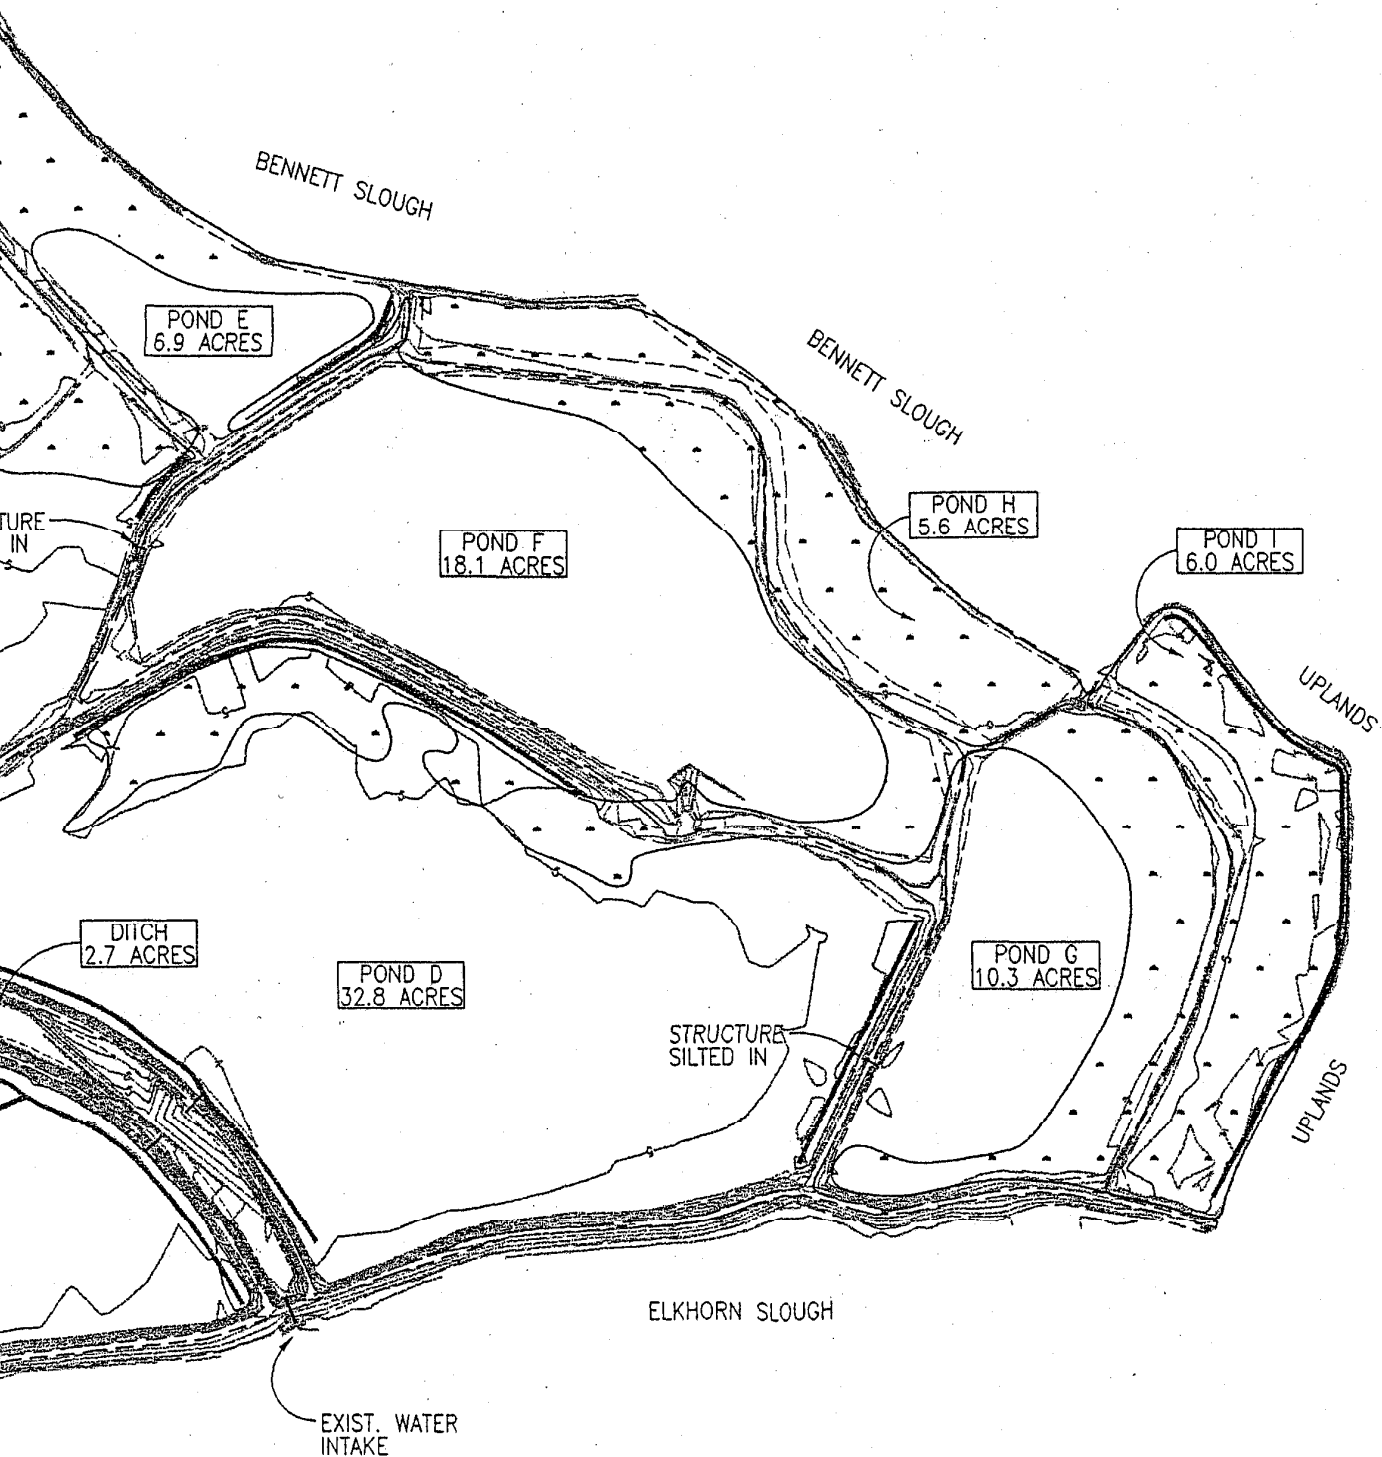 BENNETT SLOUGH
POND E
6.9 ACRES
BENNETT SLOUGH
POND H
5.6 ACRES
TURE
IN
POND F
18.1 ACRES
POND I
6.0 ACRES
UPLANDS
DITCH
2.7 ACRES
POND D
32.8 ACRES
POND G
10.3 ACRES
STRUCTURE
SILTED IN
UPLANDS
ELKHORN SLOUGH
EXIST. WATER
INTAKE